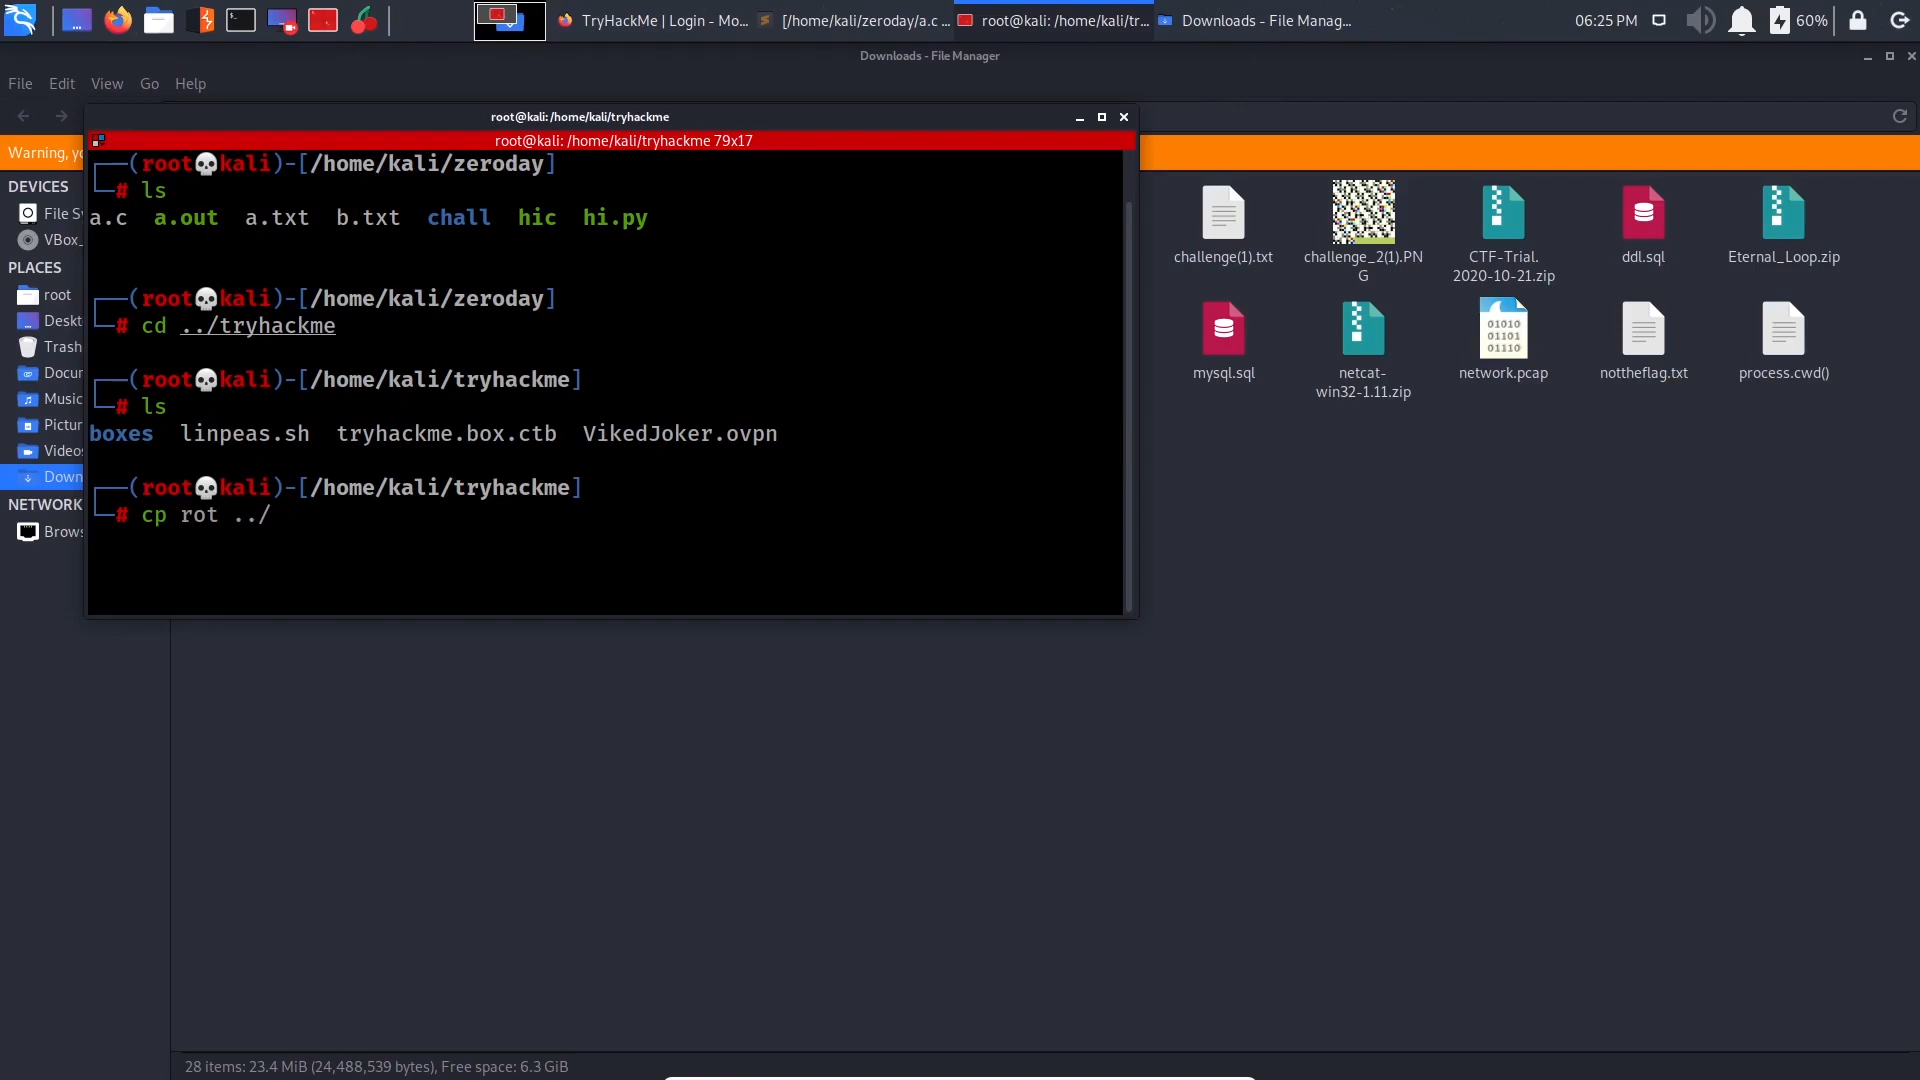 TryHackMe | Login - Mo...
[/home/kali/zeroday/a.c ...
root@kali: /home/kali/tr...
Downloads - File Manag...
06:25 PM
60%
Downloads - File Manager
File Edit View Go Help
root@kali: /home/kali/tryhackme
root@kali: /home/kali/tryhackme 79x17
Warning, yo
DEVICES
File Sy
VBox_
PLACES
root
Deskt
Trash
Docur
Music
Pictur
Videos
Down
NETWORK
Brows
┌──(root💀kali)-[/home/kali/zeroday]
└─# ls
a.c a.out a.txt b.txt chall hic hi.py
┌──(root💀kali)-[/home/kali/zeroday]
└─# cd ../tryhackme
┌──(root💀kali)-[/home/kali/tryhackme]
└─# ls
boxes linpeas.sh tryhackme.box.ctb VikedJoker.ovpn
┌──(root💀kali)-[/home/kali/tryhackme]
└─# cp rot ../
challenge(1).txt
challenge_2(1).PN
G
CTF-Trial.
2020-10-21.zip
ddl.sql
Eternal_Loop.zip
mysql.sql
netcat-
win32-1.11.zip
01010
01101
01110
network.pcap
nottheflag.txt
process.cwd()
28 items: 23.4 MiB (24,488,539 bytes), Free space: 6.3 GiB